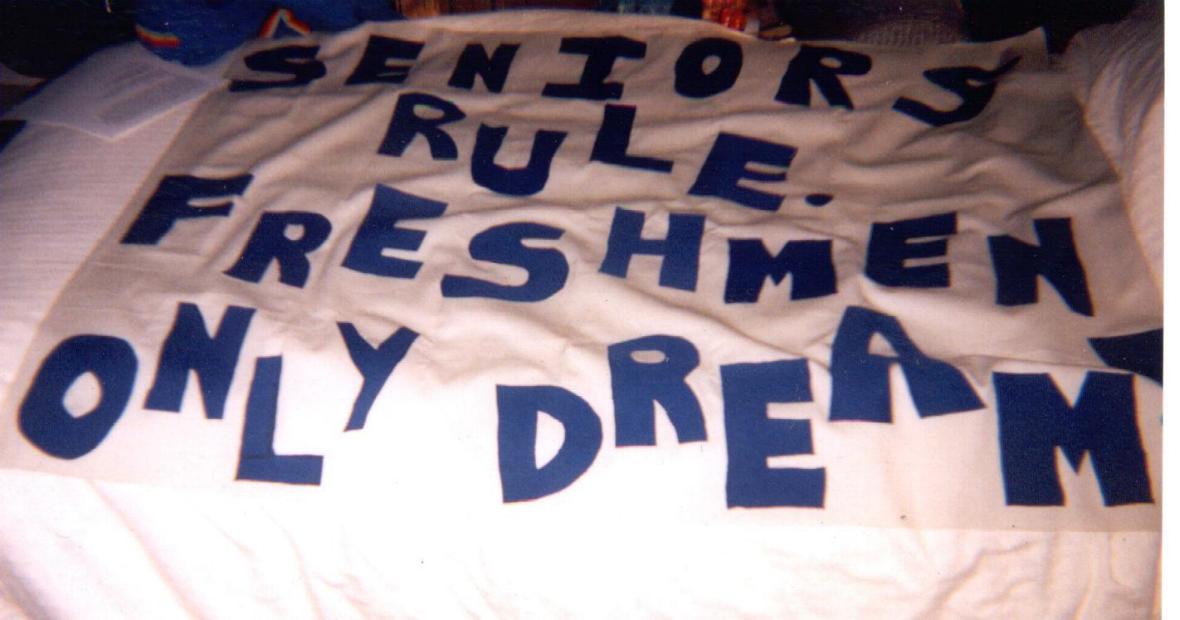 SENIORS
RULE.
FRESHMEN
ONLY DREAM